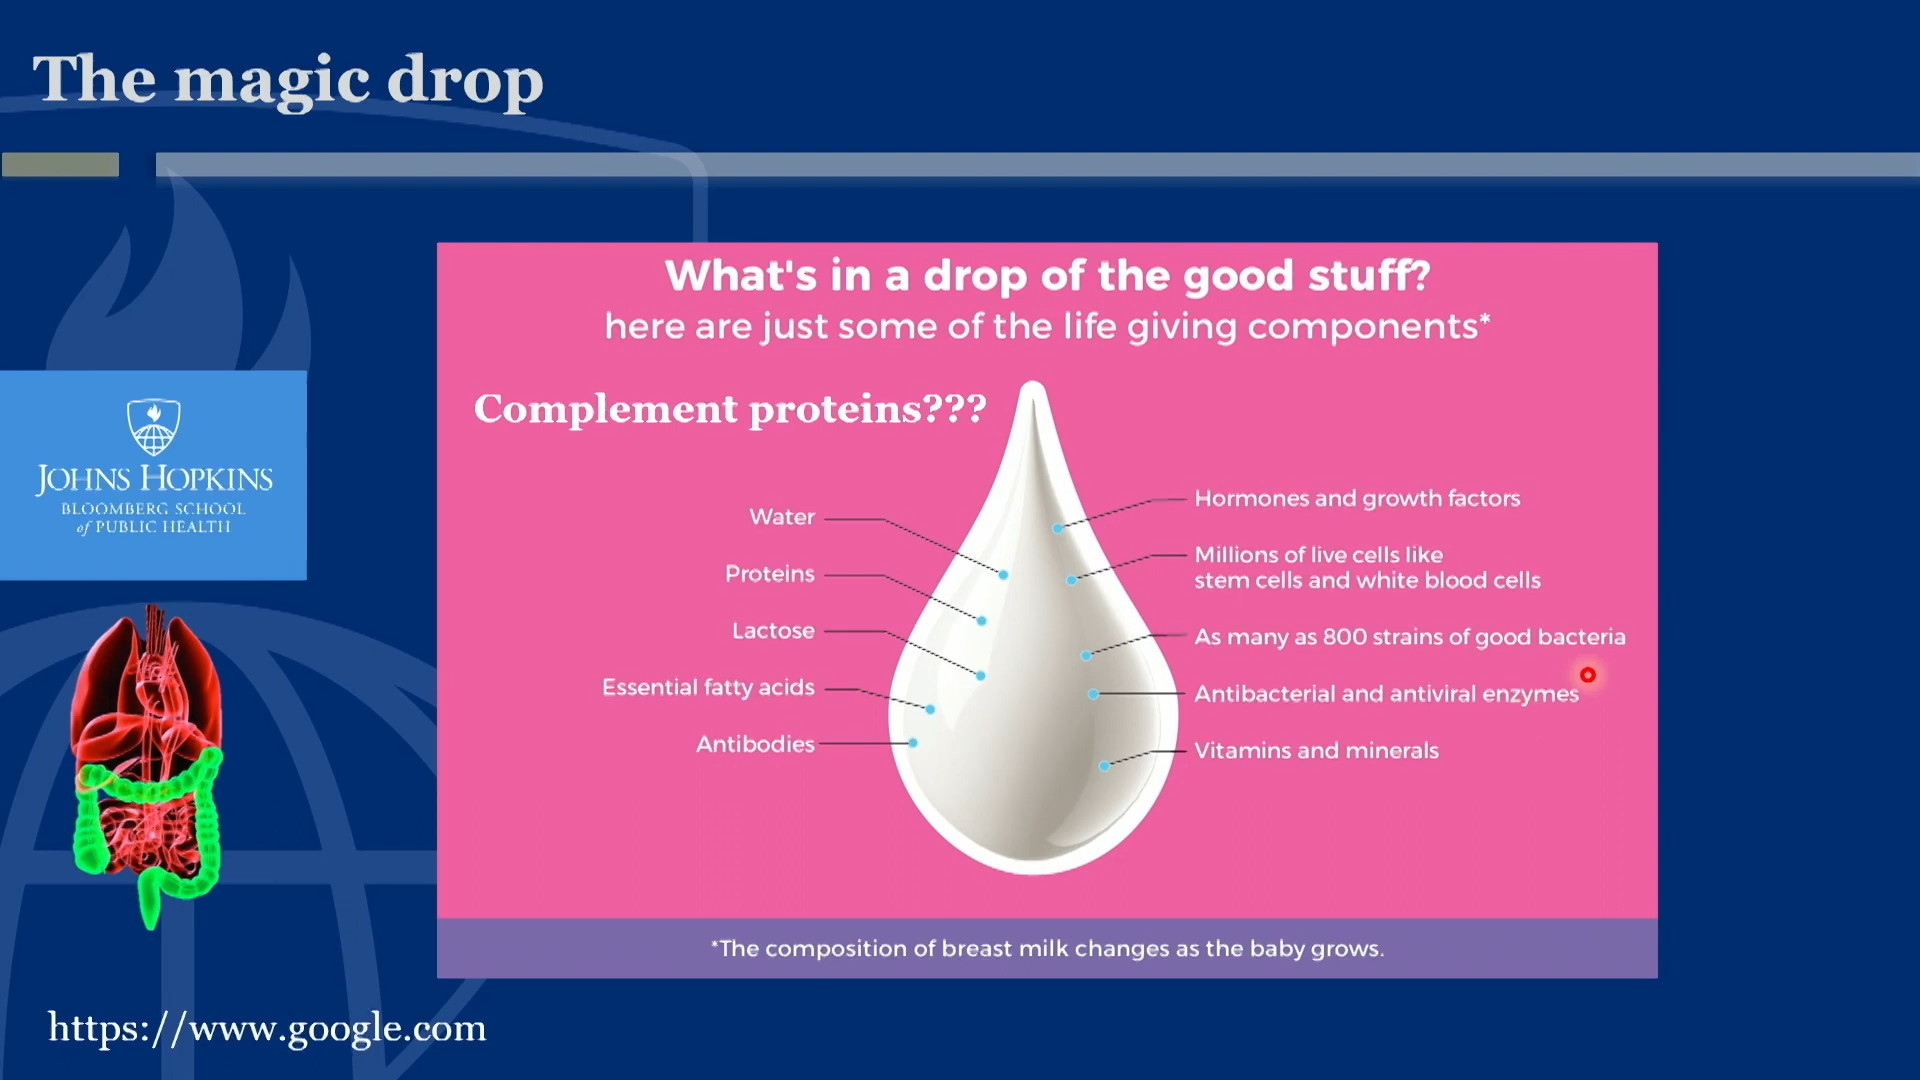 The magic drop
What's in a drop of the good stuff?
here are just some of the life giving components*
Complement proteins???
Water
Proteins
Lactose
Essential fatty acids
Antibodies
Hormones and growth factors
Millions of live cells like
stem cells and white blood cells
As many as 800 strains of good bacteria
Antibacterial and antiviral enzymes
Vitamins and minerals
*The composition of breast milk changes as the baby grows.
JOHNS HOPKINS
BLOOMBERG SCHOOL
of PUBLIC HEALTH
https://www.google.com